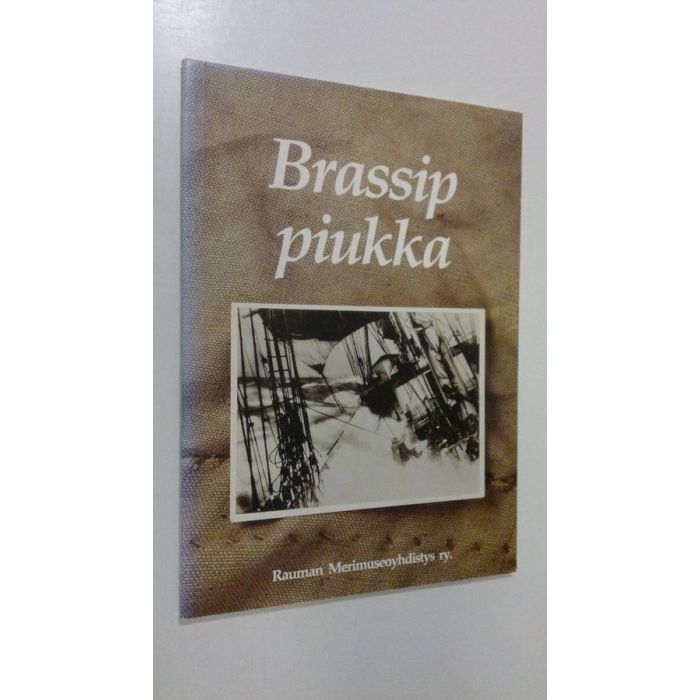 Brassip
piukka
Rauman Merimuseoyhdistys ry.